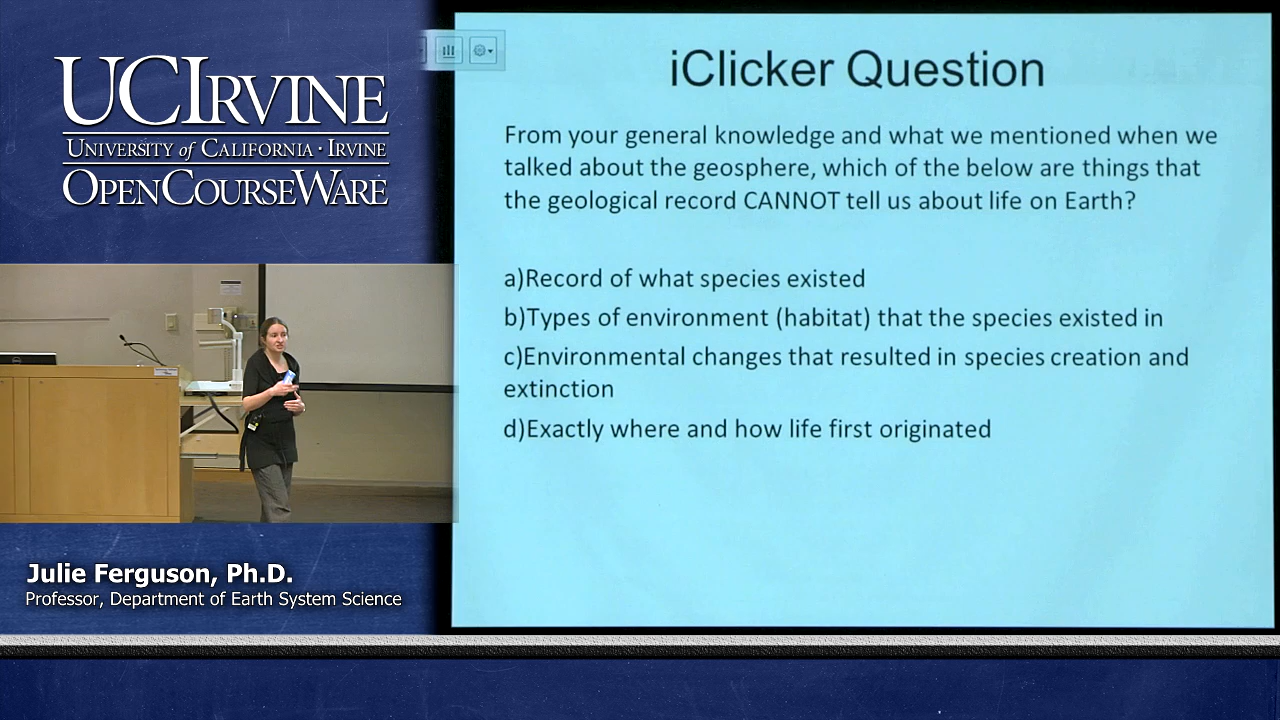 UCIRVINE
UNIVERSITY of CALIFORNIA · IRVINE
OPENCOURSEWARE
iClicker Question
From your general knowledge and what we mentioned when we
talked about the geosphere, which of the below are things that
the geological record CANNOT tell us about life on Earth?
a)Record of what species existed
b)Types of environment (habitat) that the species existed in
c)Environmental changes that resulted in species creation and
extinction
d)Exactly where and how life first originated
Julie Ferguson, Ph.D.
Professor, Department of Earth System Science